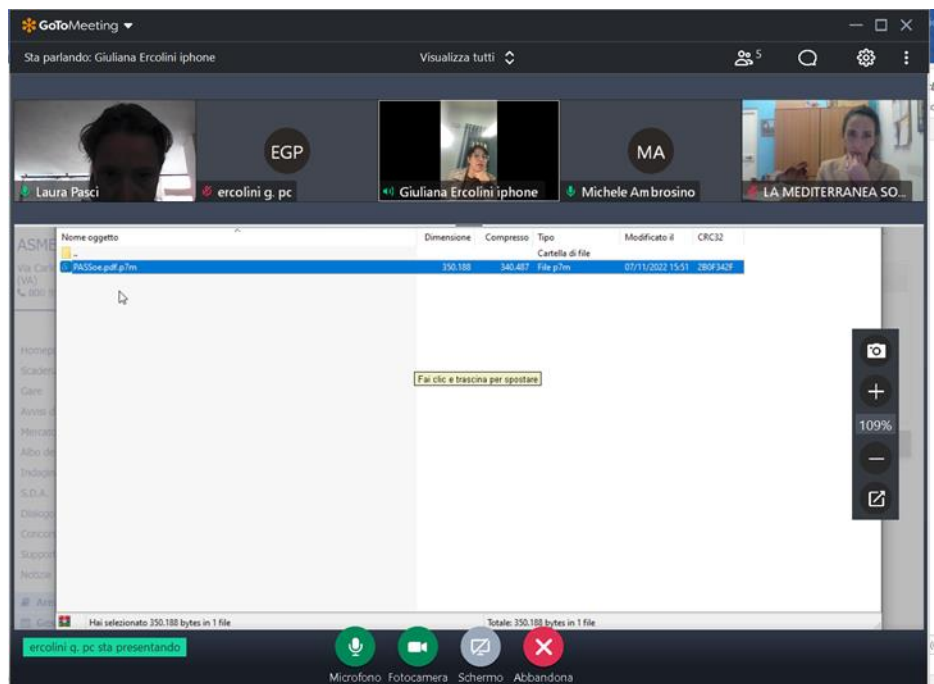 GoToMeeting
Sta parlando: Giuliana Ercolini iphone
Visualizza tutti
5
EGP
MA
Laura Pasci
ercolini g. pc
Giuliana Ercolini iphone
Michele Ambrosino
LA MEDITERRANEA SO...
ASME
Nome oggetto Dimensione Compresso Tipo Modificato il CRC32
.. Cartella di file
PASSoe.pdf.p7m 350.188 340.487 File p7m 07/11/2022 15:51 2B0F342F
(VA)
Fai clic e trascina per spostare
Homep
Gare
Avvisi d
Mercato
Albo de
Indagin
S.D.A.
Dialogo
Concor
Support
Notizie
109%
Hai selezionato 350.188 bytes in 1 file
Totale: 350.188 bytes in 1 file
ercolini g. pc sta presentando
Microfono Fotocamera Schermo Abbandona